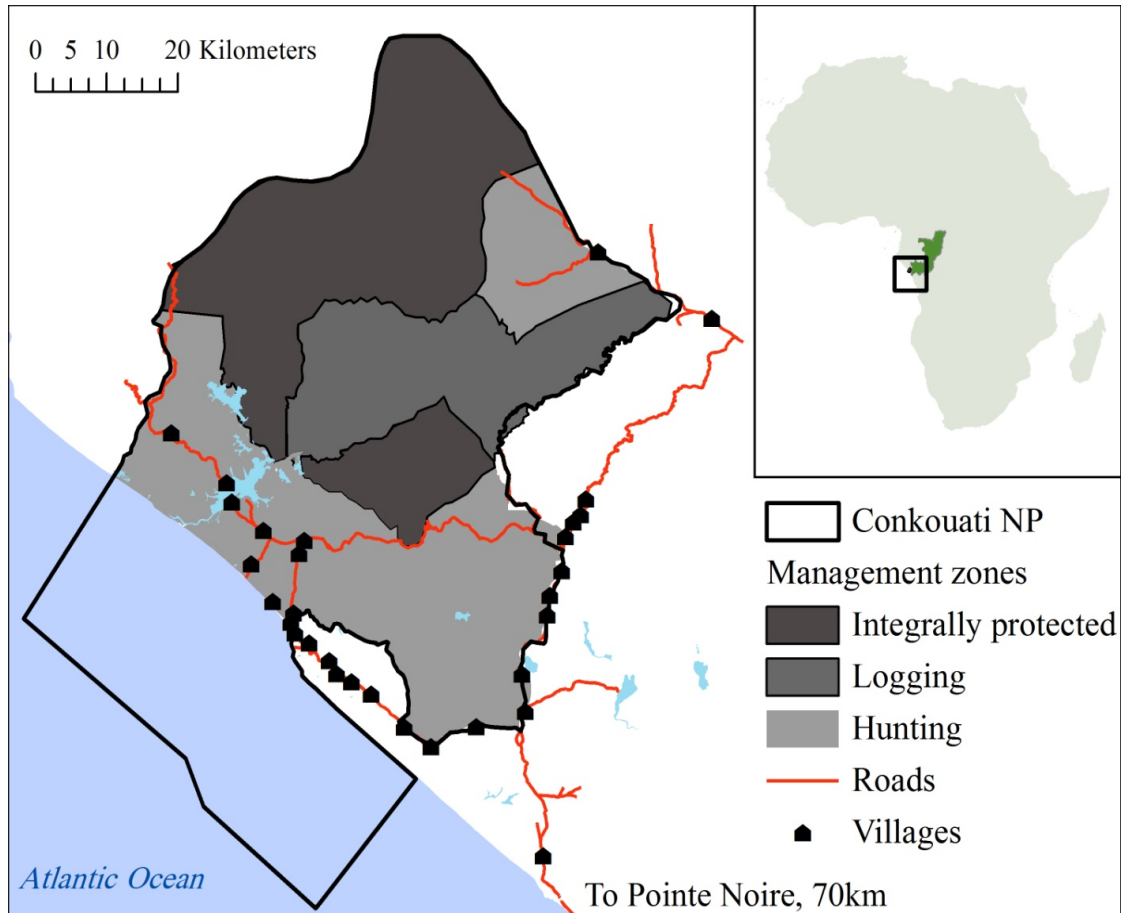 0 5 10 20 Kilometers
Conkouati NP
Management zones
Integrally protected
Logging
Hunting
Roads
Villages
Atlantic Ocean
To Pointe Noire, 70km